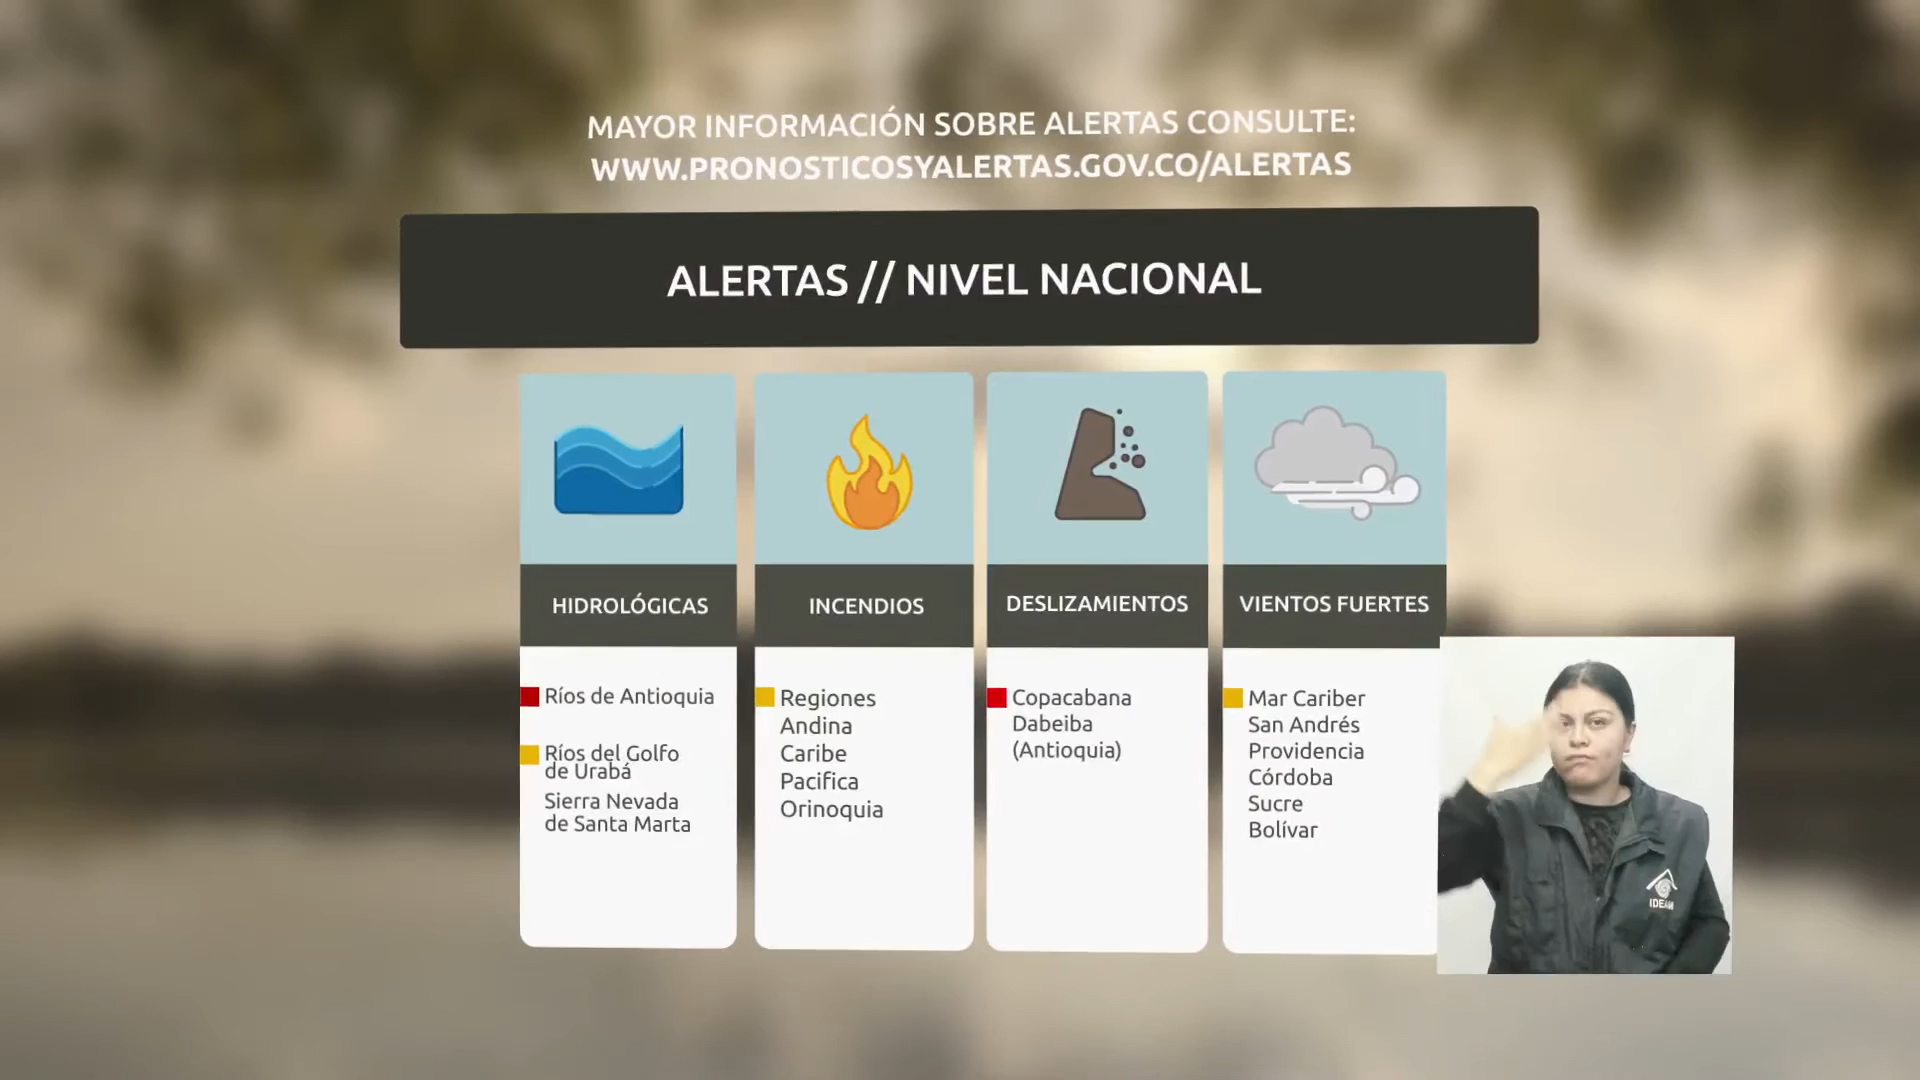 MAYOR INFORMACIÓN SOBRE ALERTAS CONSULTE:
WWW.PRONOSTICOSYALERTAS.GOV.CO/ALERTAS
ALERTAS // NIVEL NACIONAL
HIDROLÓGICAS
Ríos de Antioquia
Ríos del Golfo
de Urabá
Sierra Nevada
de Santa Marta
INCENDIOS
Regiones
Andina
Caribe
Pacifica
Orinoquia
DESLIZAMIENTOS
Copacabana
Dabeiba
(Antioquia)
VIENTOS FUERTES
Mar Cariber
San Andrés
Providencia
Córdoba
Sucre
Bolívar
IDEAM